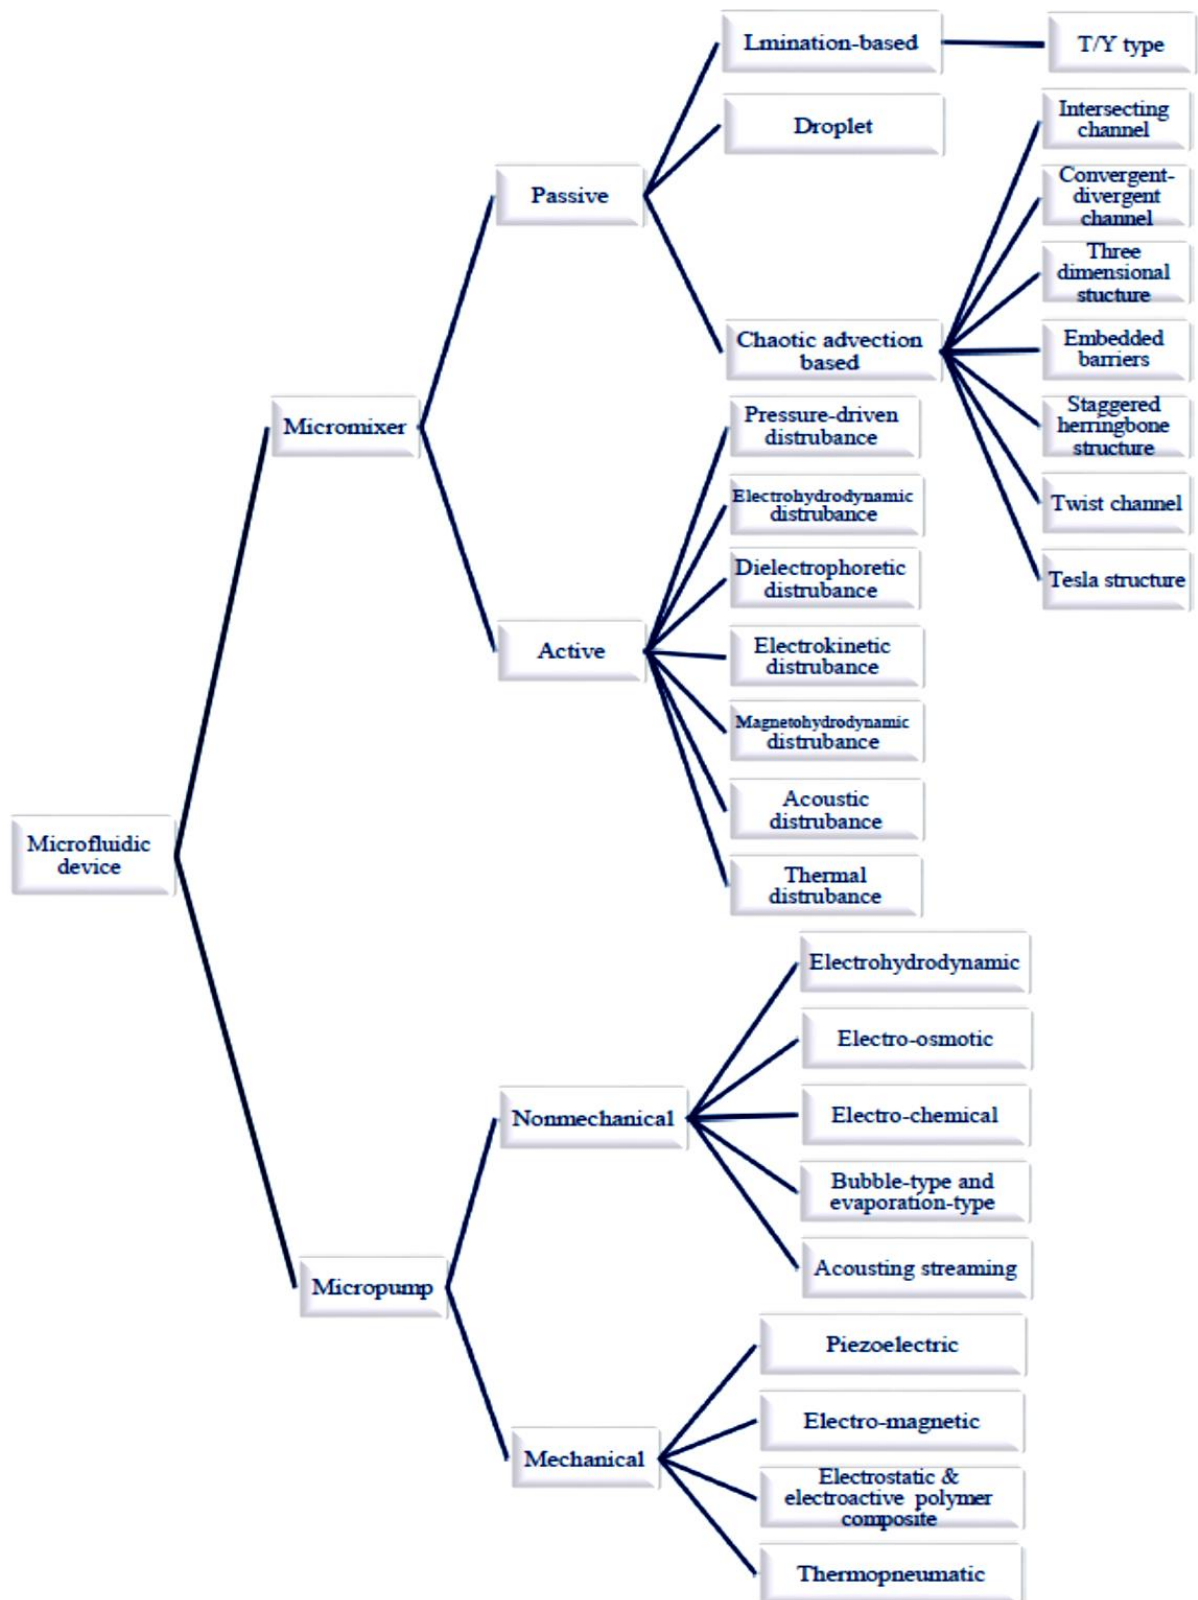 Lmination-based
T/Y type
Droplet
Intersecting
channel
Passive
Convergent-
divergent
channel
Three
dimensional
stucture
Chaotic advection
based
Embedded
barriers
Micromixer
Pressure-driven
distrubance
Staggered
herringbone
structure
Electrohydrodynamic
distrubance
Twist channel
Dielectrophoretic
distrubance
Tesla structure
Active
Electrokinetic
distrubance
Magnetohydrodynamic
distrubance
Acoustic
distrubance
Microfluidic
device
Thermal
distrubance
Electrohydrodynamic
Electro-osmotic
Nonmechanical
Electro-chemical
Bubble-type and
evaporation-type
Micropump
Acousting streaming
Piezoelectric
Electro-magnetic
Mechanical
Electrostatic &
electroactive polymer
composite
Thermopneumatic